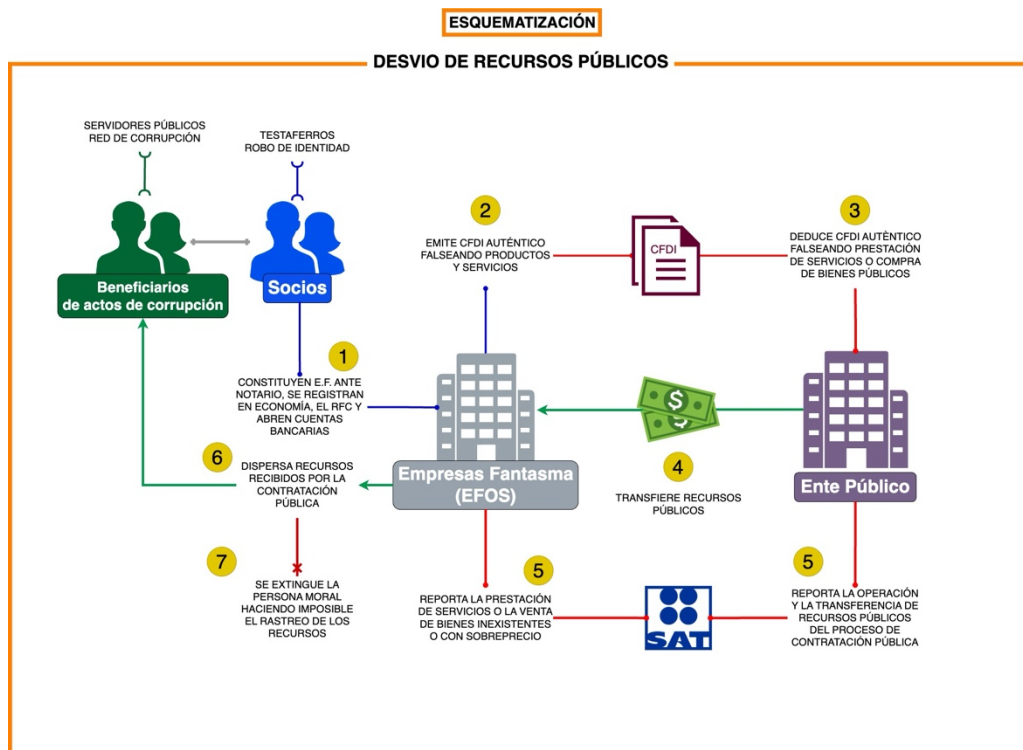 ESQUEMATIZACIÓN
DESVIO DE RECURSOS PÚBLICOS
SERVIDORES PÚBLICOS
RED DE CORRUPCIÓN
TESTAFERROS
ROBO DE IDENTIDAD
Beneficiarios
de actos de corrupción
Socios
1
CONSTITUYEN E.F. ANTE
NOTARIO, SE REGISTRAN
EN ECONOMÍA, EL RFC Y
ABREN CUENTAS
BANCARIAS
2
EMITE CFDI AUTÉNTICO
FALSEANDO PRODUCTOS
Y SERVICIOS
CFDI
3
DEDUCE CFDI AUTÉNTICO
FALSEANDO PRESTACIÓN
DE SERVICIOS O COMPRA
DE BIENES PÚBLICOS
Empresas Fantasma
(EFOS)
$
$
4
TRANSFIERE RECURSOS
PÚBLICOS
Ente Público
5
REPORTA LA PRESTACIÓN
DE SERVICIOS O LA VENTA
DE BIENES INEXISTENTES
O CON SOBREPRECIO
SAT
5
REPORTA LA OPERACIÓN
Y LA TRANSFERENCIA DE
RECURSOS PÚBLICOS
DEL PROCESO DE
CONTRATACIÓN PÚBLICA
6
DISPERSA RECURSOS
RECIBIDOS POR LA
CONTRATACIÓN
PÚBLICA
7
SE EXTINGUE LA
PERSONA MORAL
HACIENDO IMPOSIBLE
EL RASTREO DE LOS
RECURSOS